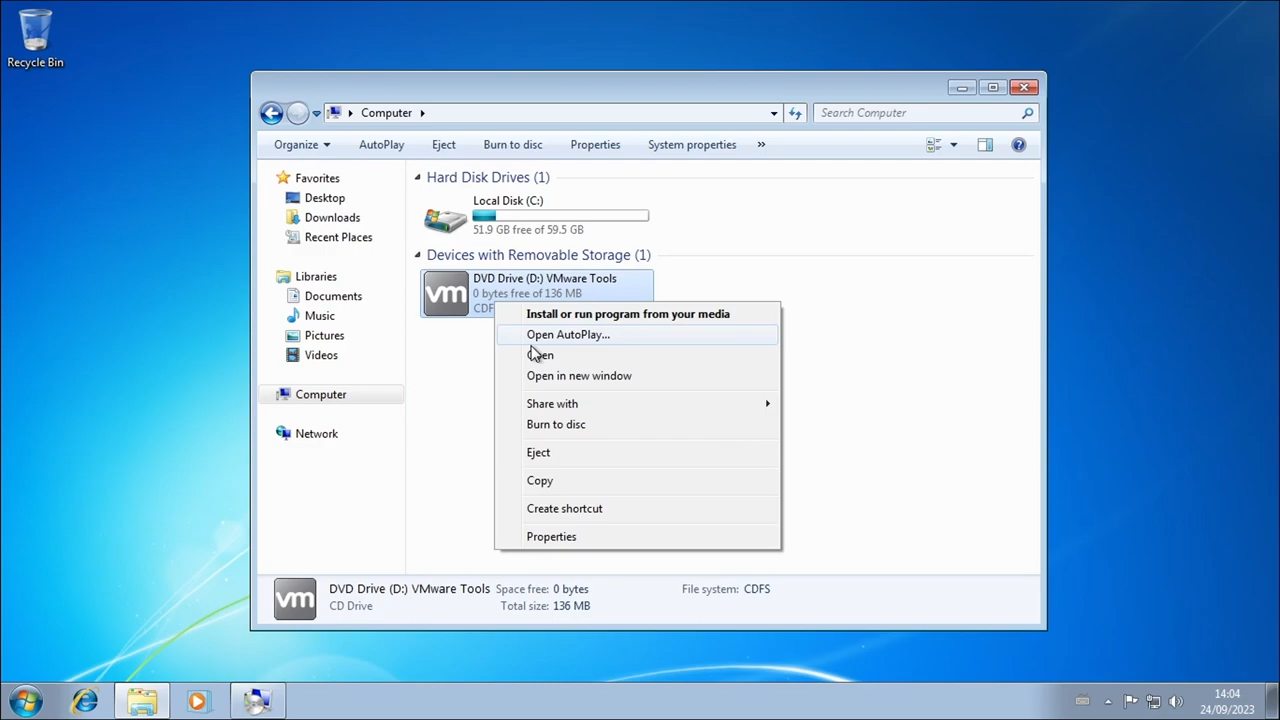 Recycle Bin
Computer
Search Computer
Organize
AutoPlay
Eject
Burn to disc
Properties
System properties
»
Favorites
Desktop
Downloads
Recent Places
Libraries
Documents
Music
Pictures
Videos
Computer
Network
Hard Disk Drives (1)
Local Disk (C:)
51.9 GB free of 59.5 GB
Devices with Removable Storage (1)
vm
DVD Drive (D:) VMware Tools
0 bytes free of 136 MB
CDF
Install or run program from your media
Open AutoPlay...
Open
Open in new window
Share with
Burn to disc
Eject
Copy
Create shortcut
Properties
vm
DVD Drive (D:) VMware Tools
CD Drive
Space free: 0 bytes
Total size: 136 MB
File system: CDFS
14:04
24/09/2023